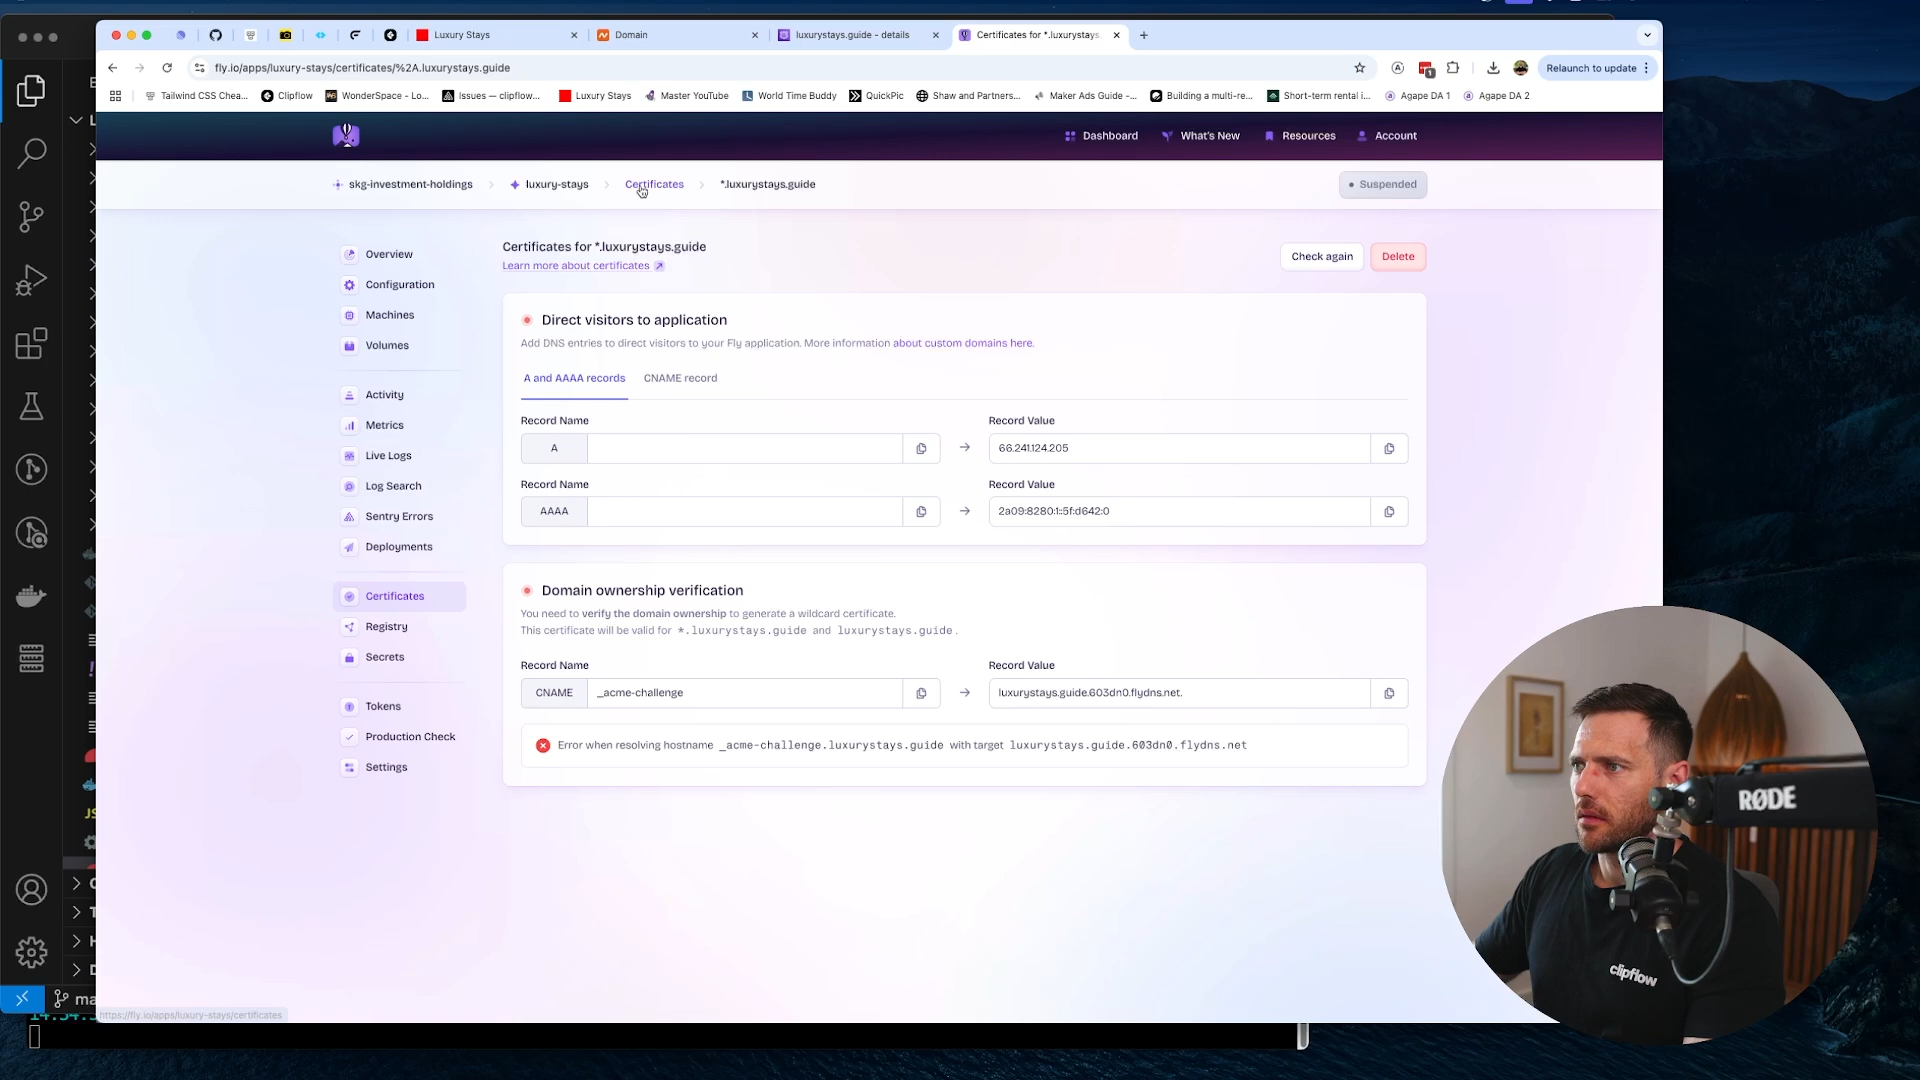 Luxury Stays
Domain
luxurystays.guide - details
Certificates for *.luxurystays.
fly.io/apps/luxury-stays/certificates/%2A.luxurystays.guide
1
Relaunch to update
Tailwind CSS Chea...
Clipflow
WonderSpace - Lo...
Issues — clipflow...
Luxury Stays
Master YouTube
World Time Buddy
QuickPic
Shaw and Partners...
Maker Ads Guide -...
Building a multi-re...
Short-term rental i...
Agape DA 1
Agape DA 2
Dashboard
What's New
Resources
Account
skg-investment-holdings
luxury-stays
Certificates
*.luxurystays.guide
Suspended
Overview
Configuration
Machines
Volumes
Activity
Metrics
Live Logs
Log Search
Sentry Errors
Deployments
Certificates
Registry
Secrets
Tokens
Production Check
Settings
Certificates for *.luxurystays.guide
Learn more about certificates
Check again
Delete
Direct visitors to application
Add DNS entries to direct visitors to your Fly application. More information about custom domains here.
A and AAAA records
CNAME record
Record Name
Record Value
A
66.241.124.205
Record Name
Record Value
AAAA
2a09:8280:1::5f:d642:0
Domain ownership verification
You need to verify the domain ownership to generate a wildcard certificate.
This certificate will be valid for *.luxurystays.guide and luxurystays.guide.
Record Name
Record Value
CNAME
_acme-challenge
luxurystays.guide.603dn0.flydns.net.
Error when resolving hostname _acme-challenge.luxurystays.guide with target luxurystays.guide.603dn0.flydns.net
https://fly.io/apps/luxury-stays/certificates
ma
JS
RØDE
clipflow